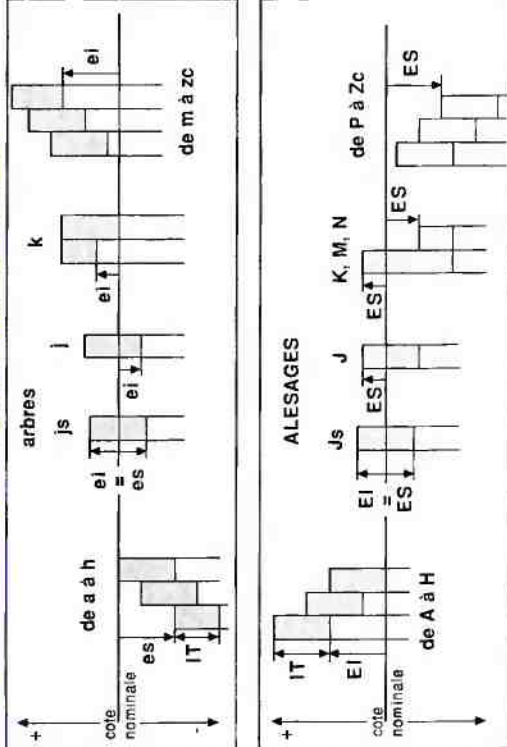 arbres
de a à h
js
j
k
de m à zc
+
cote
nominale
-
es
IT
ei
=
es
ei
ei
ei
ALESAGES
+
cote
nominale
IT
EI
de A à H
EI
=
ES
Js
ES
J
ES
K, M, N
ES
de P à Zc
ES